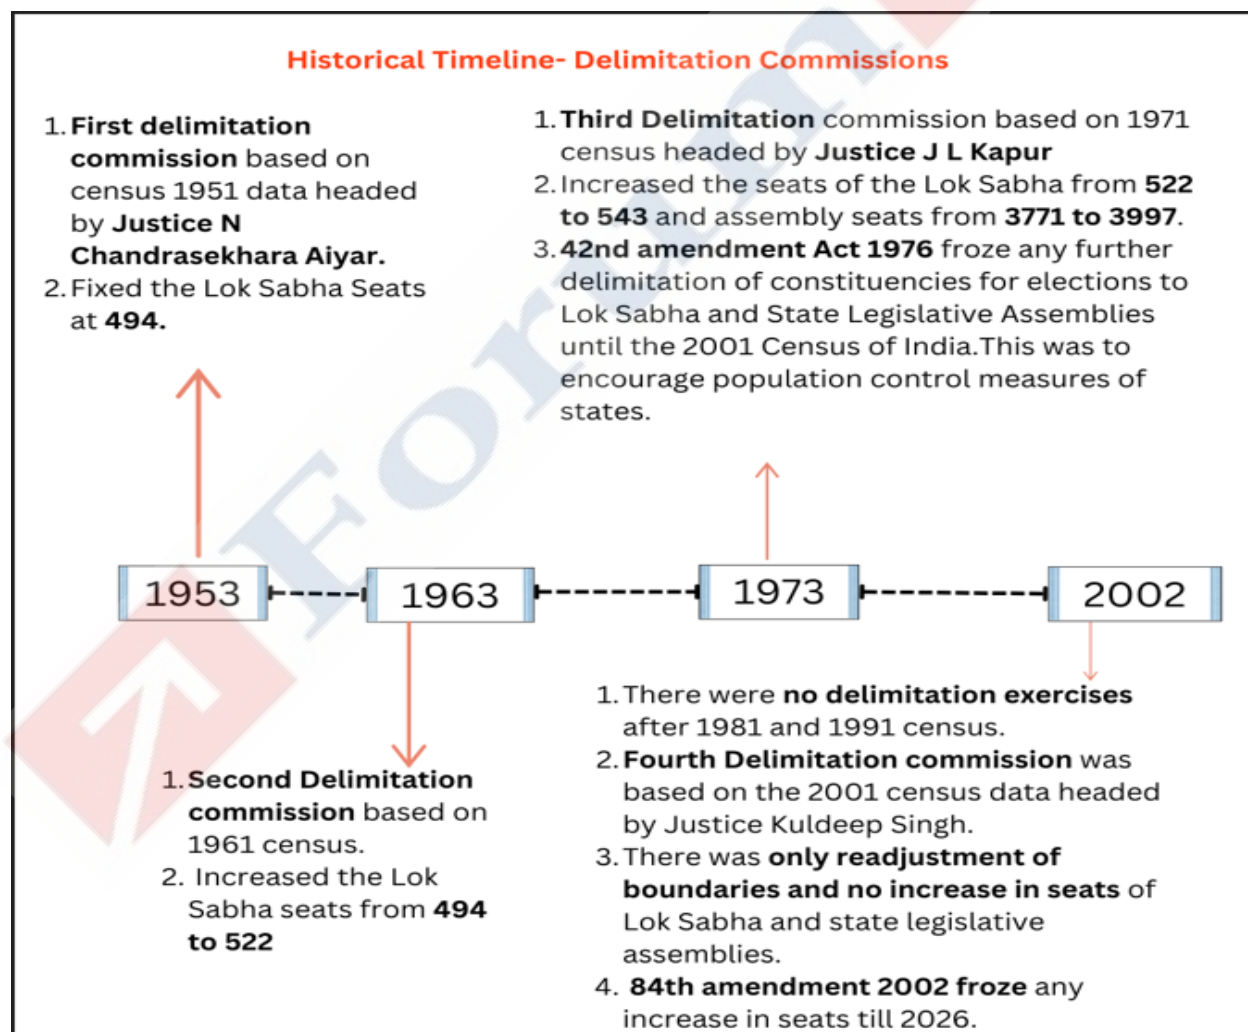 Historical Timeline- Delimitation Commissions
1. First delimitation
commission based on
census 1951 data headed
by Justice N
Chandrasekhara Aiyar.
2. Fixed the Lok Sabha Seats
at 494.
1. Third Delimitation commission based on 1971
census headed by Justice J L Kapur
2. Increased the seats of the Lok Sabha from 522
to 543 and assembly seats from 3771 to 3997.
3. 42nd amendment Act 1976 froze any further
delimitation of constituencies for elections to
Lok Sabha and State Legislative Assemblies
until the 2001 Census of India.This was to
encourage population control measures of
states.
1953
1963
1973
2002
1. Second Delimitation
commission based on
1961 census.
2. Increased the Lok
Sabha seats from 494
to 522
1. There were no delimitation exercises
after 1981 and 1991 census.
2. Fourth Delimitation commission was
based on the 2001 census data headed
by Justice Kuldeep Singh.
3. There was only readjustment of
boundaries and no increase in seats of
Lok Sabha and state legislative
assemblies.
4. 84th amendment 2002 froze any
increase in seats till 2026.
Forum